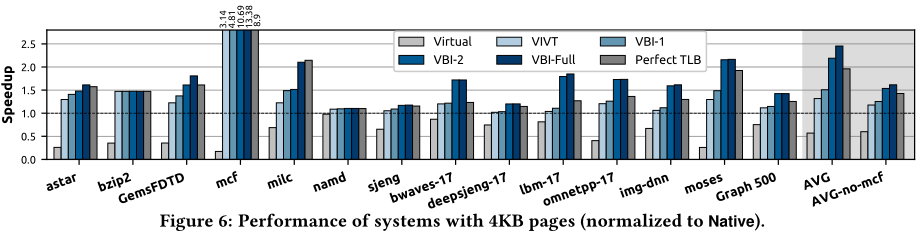 3.14
4.81
10.69
13.38
8.9
Virtual VIVT VBI-1
VBI-2 VBI-Full Perfect TLB
Speedup
2.5
2.0
1.5
1.0
0.5
0.0
astar
bzip2
GemsFDTD
mcf
milc
namd
sjeng
bwaves-17
deepsjeng-17
lbm-17
omnetpp-17
img-dnn
moses
Graph 500
AVG
AVG-no-mcf
Figure 6: Performance of systems with 4KB pages (normalized to Native).